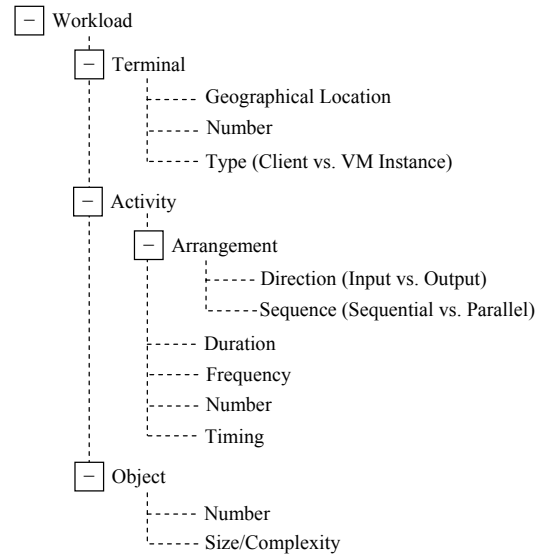 Workload
Terminal
Geographical Location
Number
Type (Client vs. VM Instance)
Activity
Arrangement
Direction (Input vs. Output)
Sequence (Sequential vs. Parallel)
Duration
Frequency
Number
Timing
Object
Number
Size/Complexity